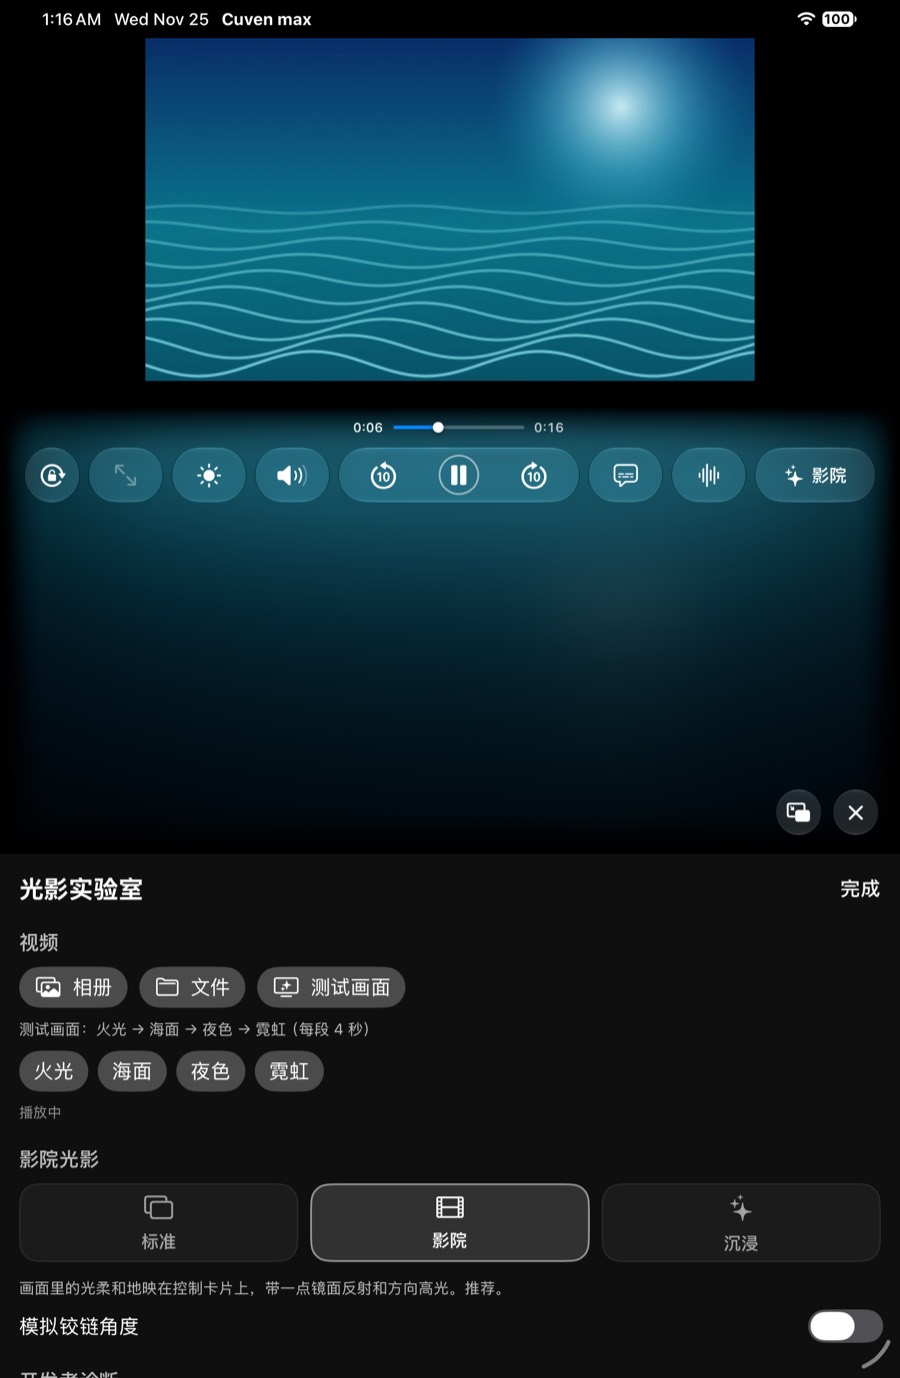 1:16 AM Wed Nov 25 Cuven max 100
0:06 0:16
10 10 影院
光影实验室 完成
视频
相册 文件 测试画面
测试画面：火光 → 海面 → 夜色 → 霓虹（每段 4 秒）
火光 海面 夜色 霓虹
播放中
影院光影
标准 影院 沉浸
画面里的光柔和地映在控制卡片上，带一点镜面反射和方向高光。推荐。
模拟铰链角度
开发者诊断